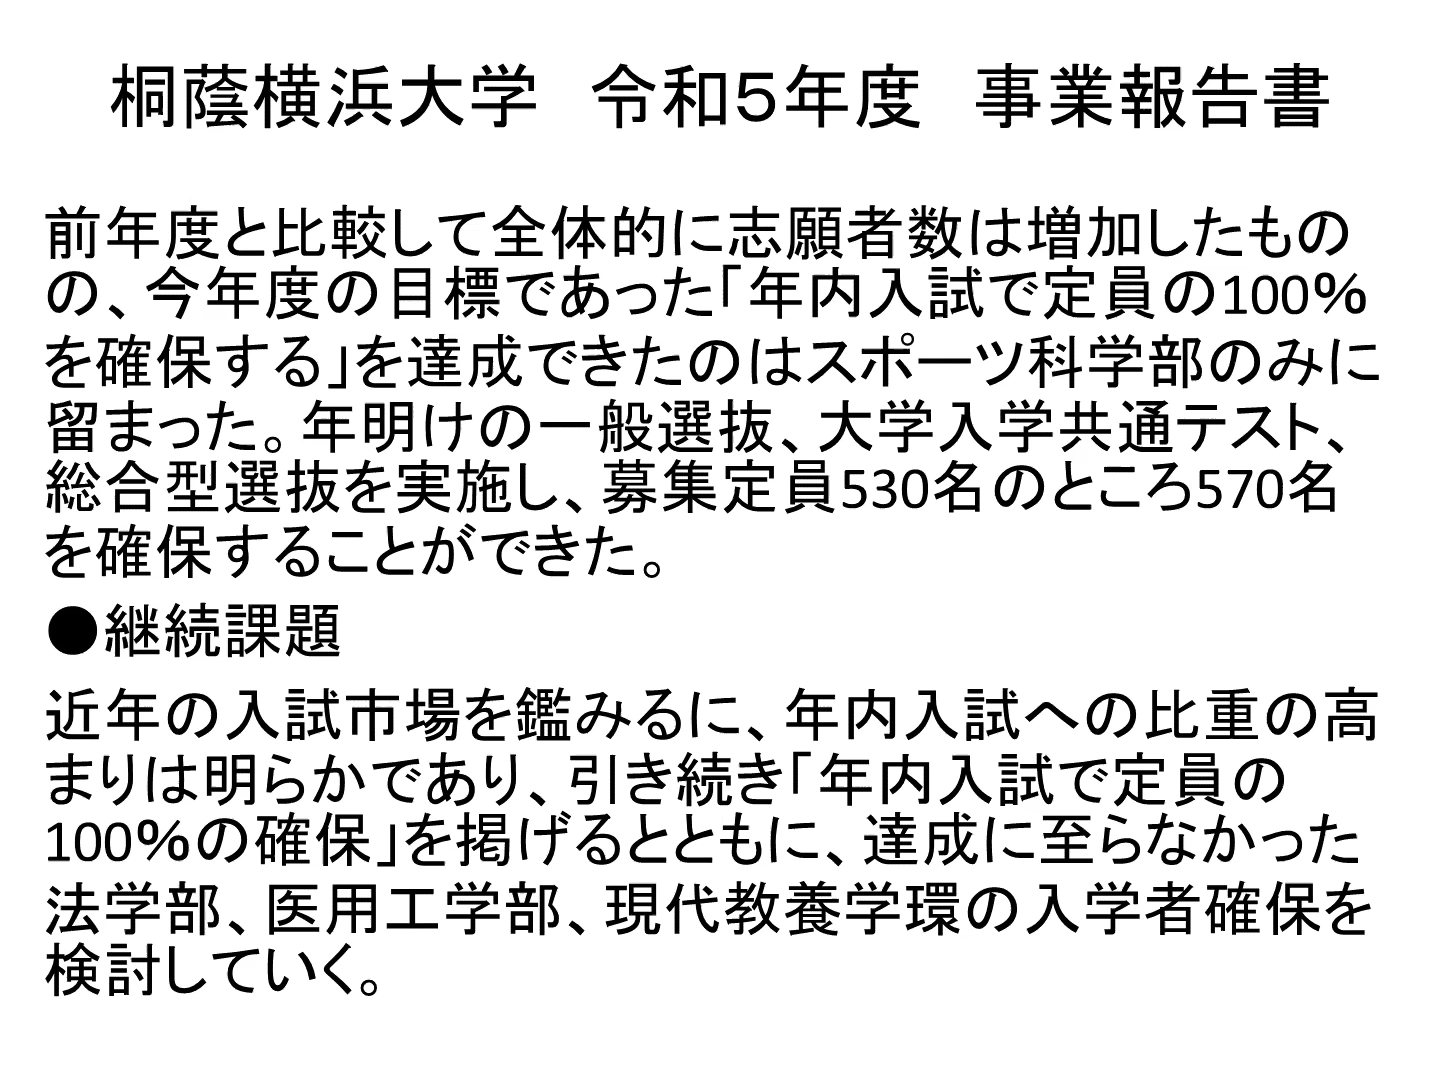 桐蔭横浜大学　令和５年度　事業報告書
前年度と比較して全体的に志願者数は増加したもの
の、今年度の目標であった「年内入試で定員の100％
を確保する」を達成できたのはスポーツ科学部のみに
留まった。年明けの一般選抜、大学入学共通テスト、
総合型選抜を実施し、募集定員530名のところ570名
を確保することができた。
●継続課題
近年の入試市場を鑑みるに、年内入試への比重の高
まりは明らかであり、引き続き「年内入試で定員の
100％の確保」を掲げるとともに、達成に至らなかった
法学部、医用工学部、現代教養学環の入学者確保を
検討していく。